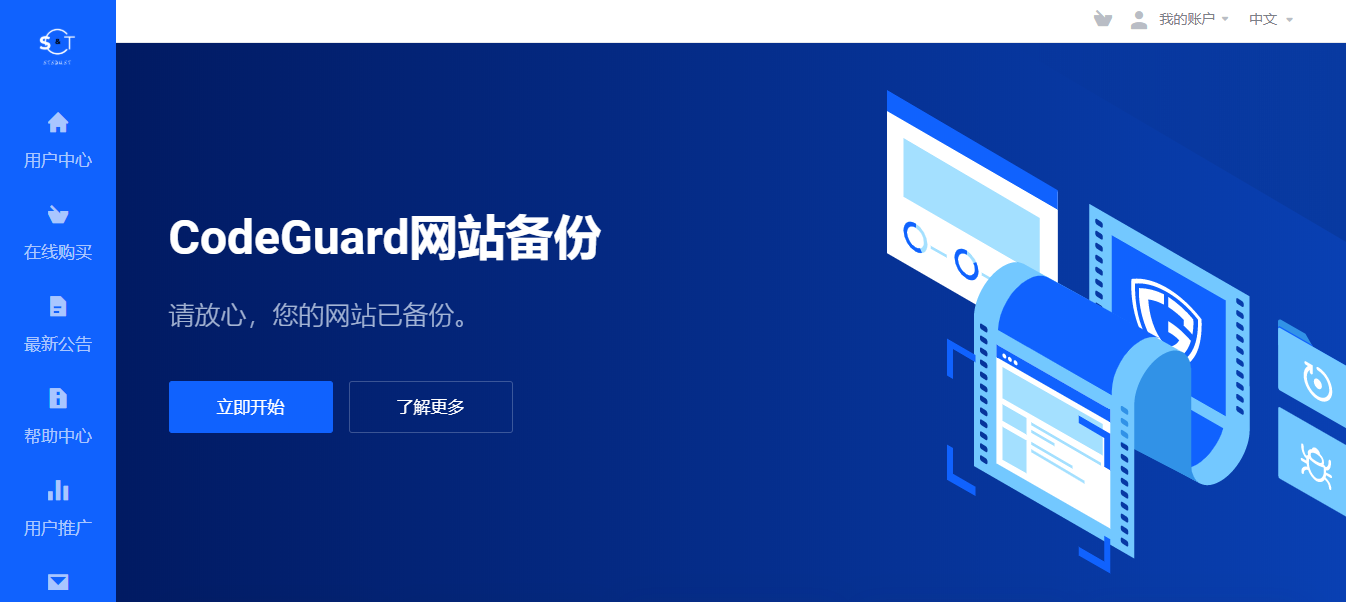 SCT
我的账户
中文
用户中心
在线购买
最新公告
帮助中心
用户推广
CodeGuard网站备份
请放心，您的网站已备份。
立即开始
了解更多